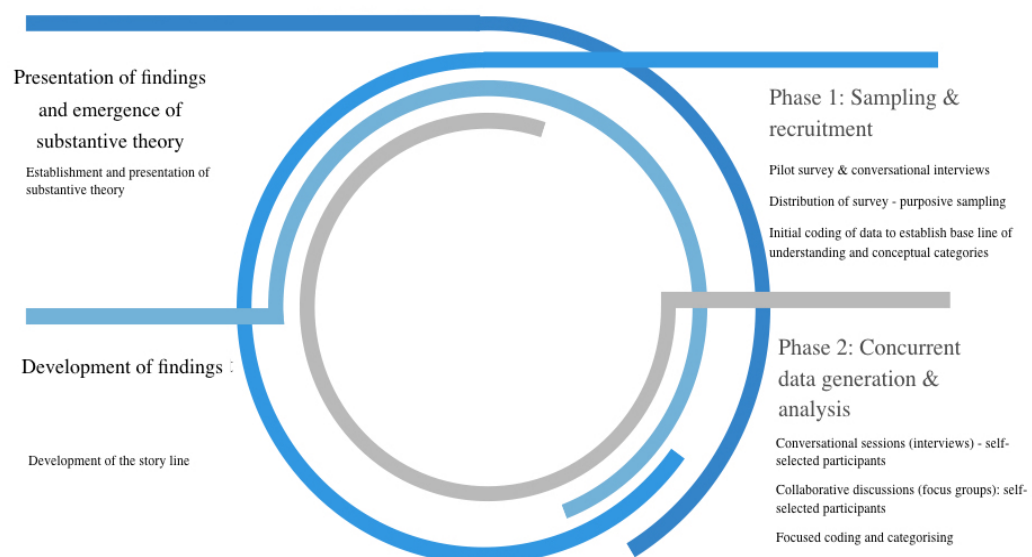 Presentation of findings
and emergence of
substantive theory
Establishment and presentation of
substantive theory
Development of findings :
Development of the story line
Phase 1: Sampling &
recruitment
Pilot survey & conversational interviews
Distribution of survey - purposive sampling
Initial coding of data to establish base line of
understanding and conceptual categories
Phase 2: Concurrent
data generation &
analysis
Conversational sessions (interviews) - self-
selected participants
Collaborative discussions (focus groups): self-
selected participants
Focused coding and categorising